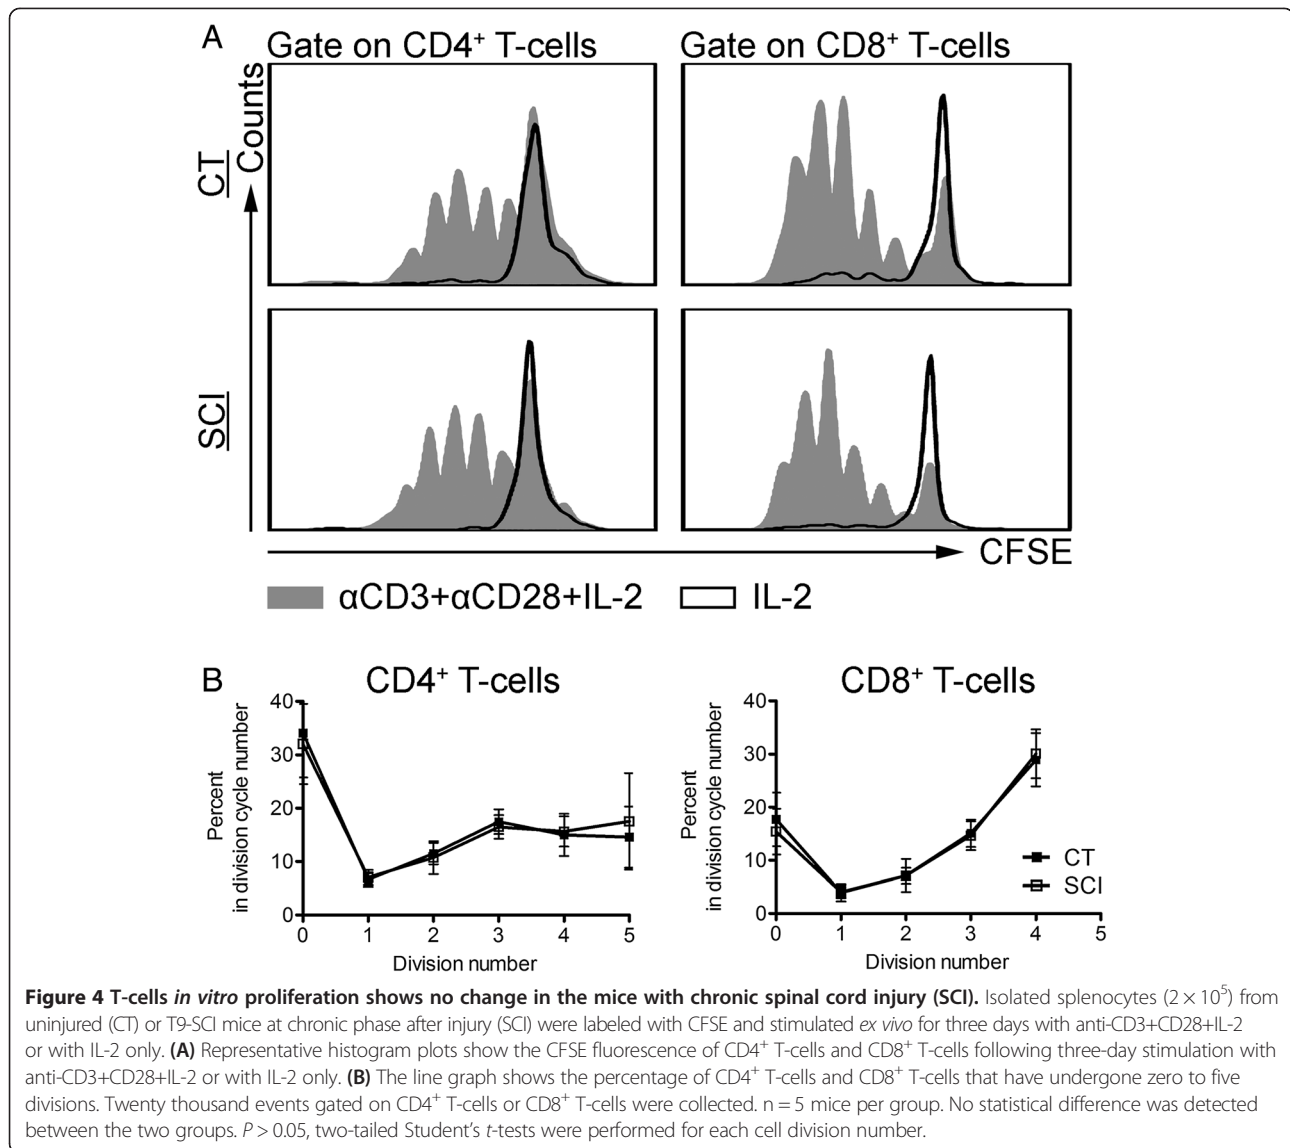 A
Gate on CD4+ T-cells
Gate on CD8+ T-cells
Counts
CT
SCI
CFSE
αCD3+αCD28+IL-2
IL-2
B
CD4+ T-cells
Percent
in division cycle number
40
30
20
10
0
0 1 2 3 4 5
Division number
CD8+ T-cells
Percent
in division cycle number
40
30
20
10
0
0 1 2 3 4 5
Division number
CT
SCI
Figure 4 T-cells in vitro proliferation shows no change in the mice with chronic spinal cord injury (SCI). Isolated splenocytes (2 × 10⁵) from
uninjured (CT) or T9-SCI mice at chronic phase after injury (SCI) were labeled with CFSE and stimulated ex vivo for three days with anti-CD3+CD28+IL-2
or with IL-2 only. (A) Representative histogram plots show the CFSE fluorescence of CD4+ T-cells and CD8+ T-cells following three-day stimulation with
anti-CD3+CD28+IL-2 or with IL-2 only. (B) The line graph shows the percentage of CD4+ T-cells and CD8+ T-cells that have undergone zero to five
divisions. Twenty thousand events gated on CD4+ T-cells or CD8+ T-cells were collected. n = 5 mice per group. No statistical difference was detected
between the two groups. P > 0.05, two-tailed Student's t-tests were performed for each cell division number.